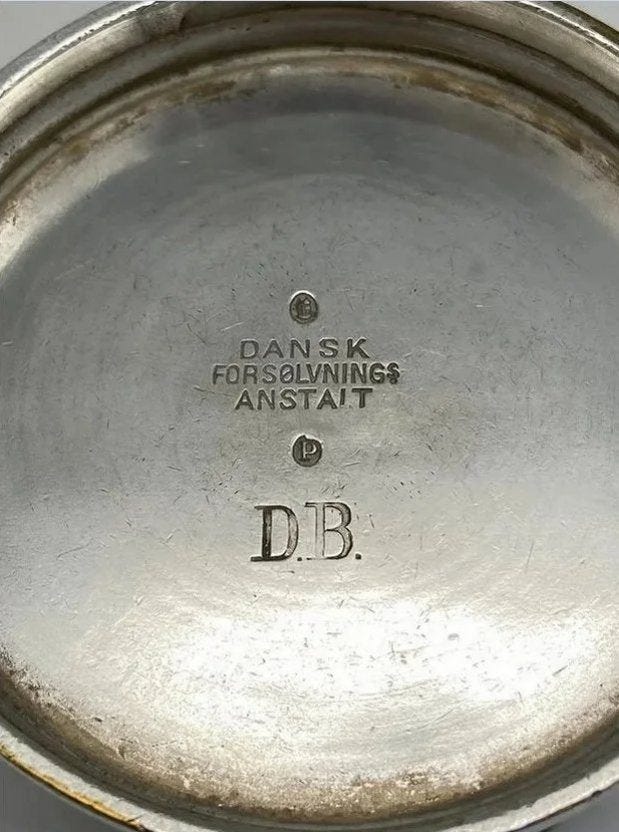 DANSK
FORSØLVNINGS
ANSTALT
P
D.B.